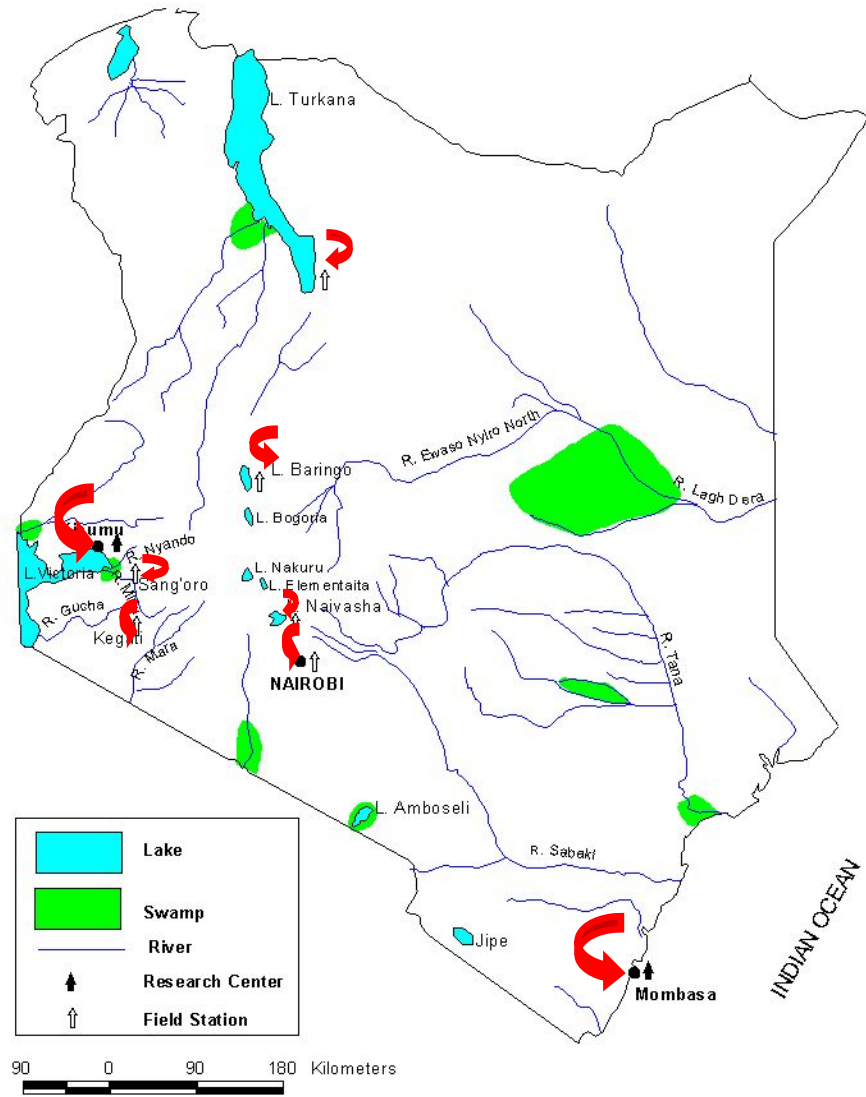 L. Turkana
R. Ewaso Nyiro North
L. Baringo
R. Lagh Dera
L. Bogoria
umu
R. Nyando
L. Nakuru
L.Victoria
Sang'oro
L. Elementaita
R. Gucha
Naivasha
R. Mara
R. Tana
NAIROBI
L. Amboseli
R. Sabaki
Jipe
Mombasa
INDIAN OCEAN
Lake
Swamp
River
Research Center
Field Station
90 0 90 180 Kilometers